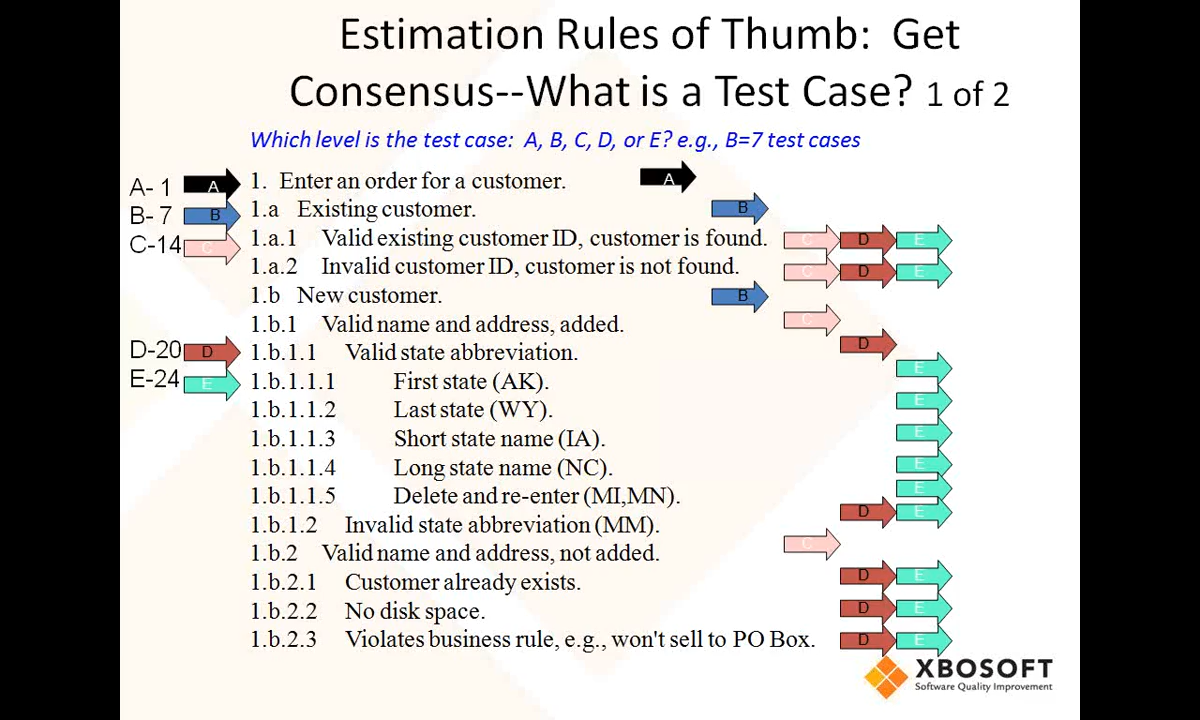 Estimation Rules of Thumb: Get
Consensus--What is a Test Case? 1 of 2
Which level is the test case: A, B, C, D, or E? e.g., B=7 test cases
A- 1 A 1. Enter an order for a customer. A
B- 7 B 1.a Existing customer. B
C-14 C 1.a.1 Valid existing customer ID, customer is found. C D E
1.a.2 Invalid customer ID, customer is not found. C D E
1.b New customer. B
1.b.1 Valid name and address, added. C
D-20 D 1.b.1.1 Valid state abbreviation. D
E-24 E 1.b.1.1.1 First state (AK). E
1.b.1.1.2 Last state (WY). E
1.b.1.1.3 Short state name (IA). E
1.b.1.1.4 Long state name (NC). E
1.b.1.1.5 Delete and re-enter (MI,MN). E
1.b.1.2 Invalid state abbreviation (MM). D E
1.b.2 Valid name and address, not added. C
1.b.2.1 Customer already exists. D E
1.b.2.2 No disk space. D E
1.b.2.3 Violates business rule, e.g., won't sell to PO Box. D E
XBOSOFT
Software Quality Improvement